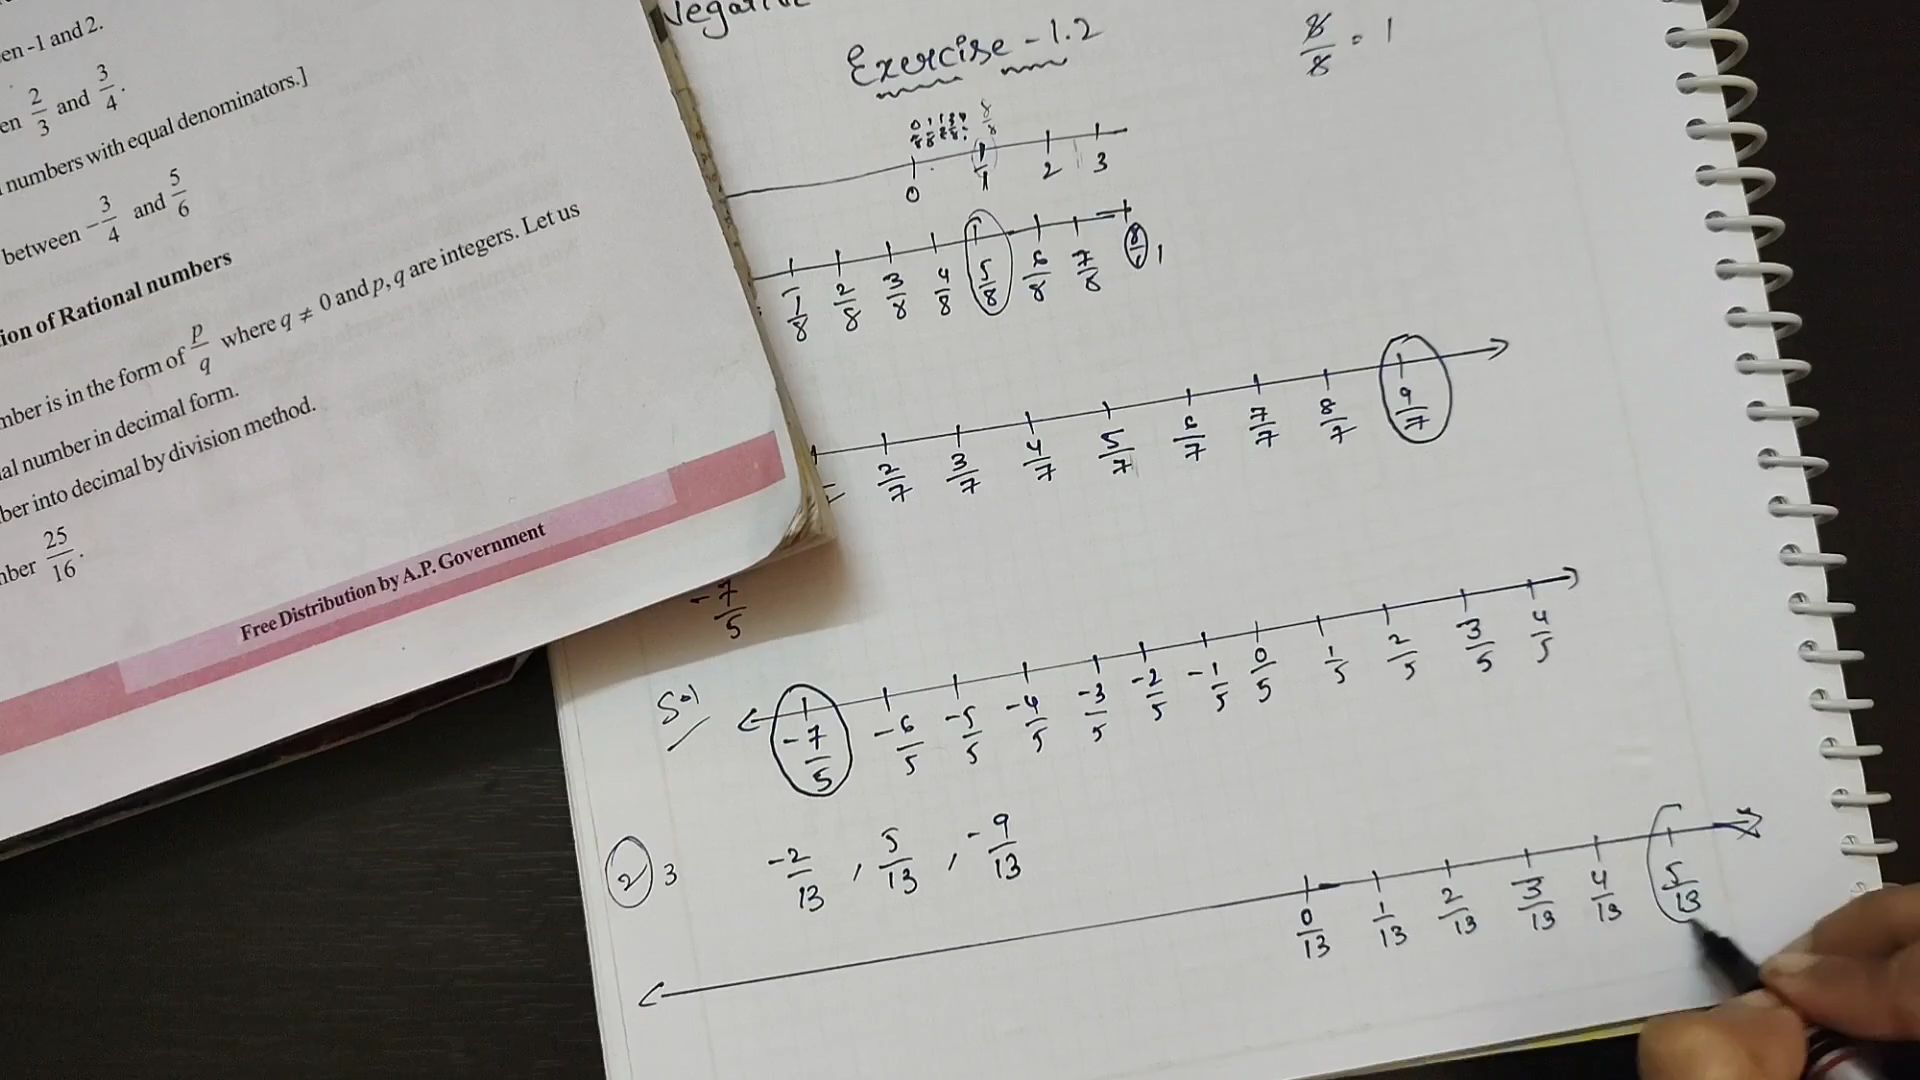 en -1 and 2.
en 2/3 and 3/4.
numbers with equal denominators.]
between -3/4 and 5/6
ion of Rational numbers
mber is in the form of p/q where q ≠ 0 and p, q are integers. Let us
al number in decimal form.
ber into decimal by division method.
ber 25/16.
Free Distribution by A.P. Government
Negative
Exercise - 1.2
8/8 = 1
0 1 2 3
1/8 2/8 3/8 4/8 5/8 6/8 7/8 1
2/7 3/7 4/7 5/7 6/7 7/7 8/7 9/7
-7/5
Sol
-7/5 -6/5 -5/5 -4/5 -3/5 -2/5 -1/5 0/5 1/5 2/5 3/5 4/5
2) 3 -2/13 , 5/13 , -9/13
0/13 1/13 2/13 3/13 4/13 5/13